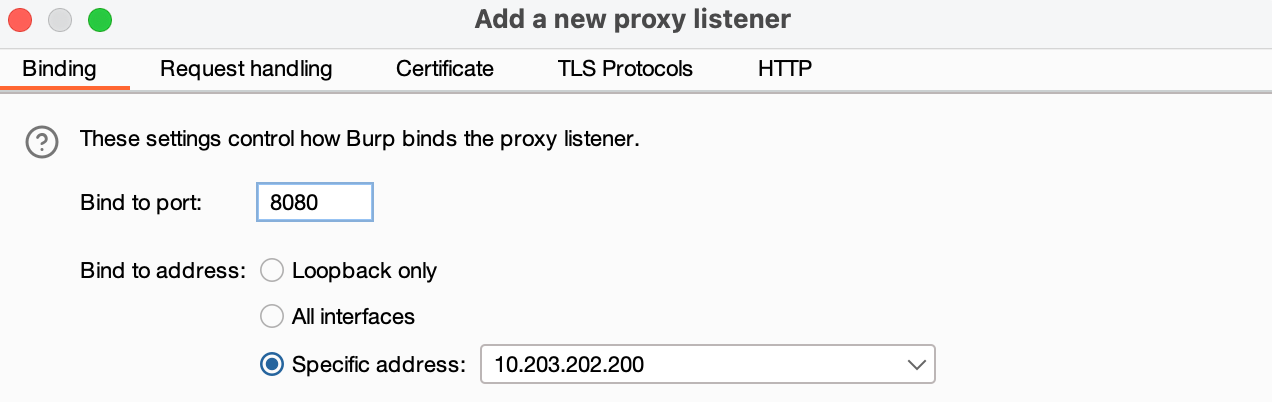 Add a new proxy listener
Binding Request handling Certificate TLS Protocols HTTP
These settings control how Burp binds the proxy listener.
Bind to port: 8080
Bind to address: Loopback only
All interfaces
Specific address: 10.203.202.200